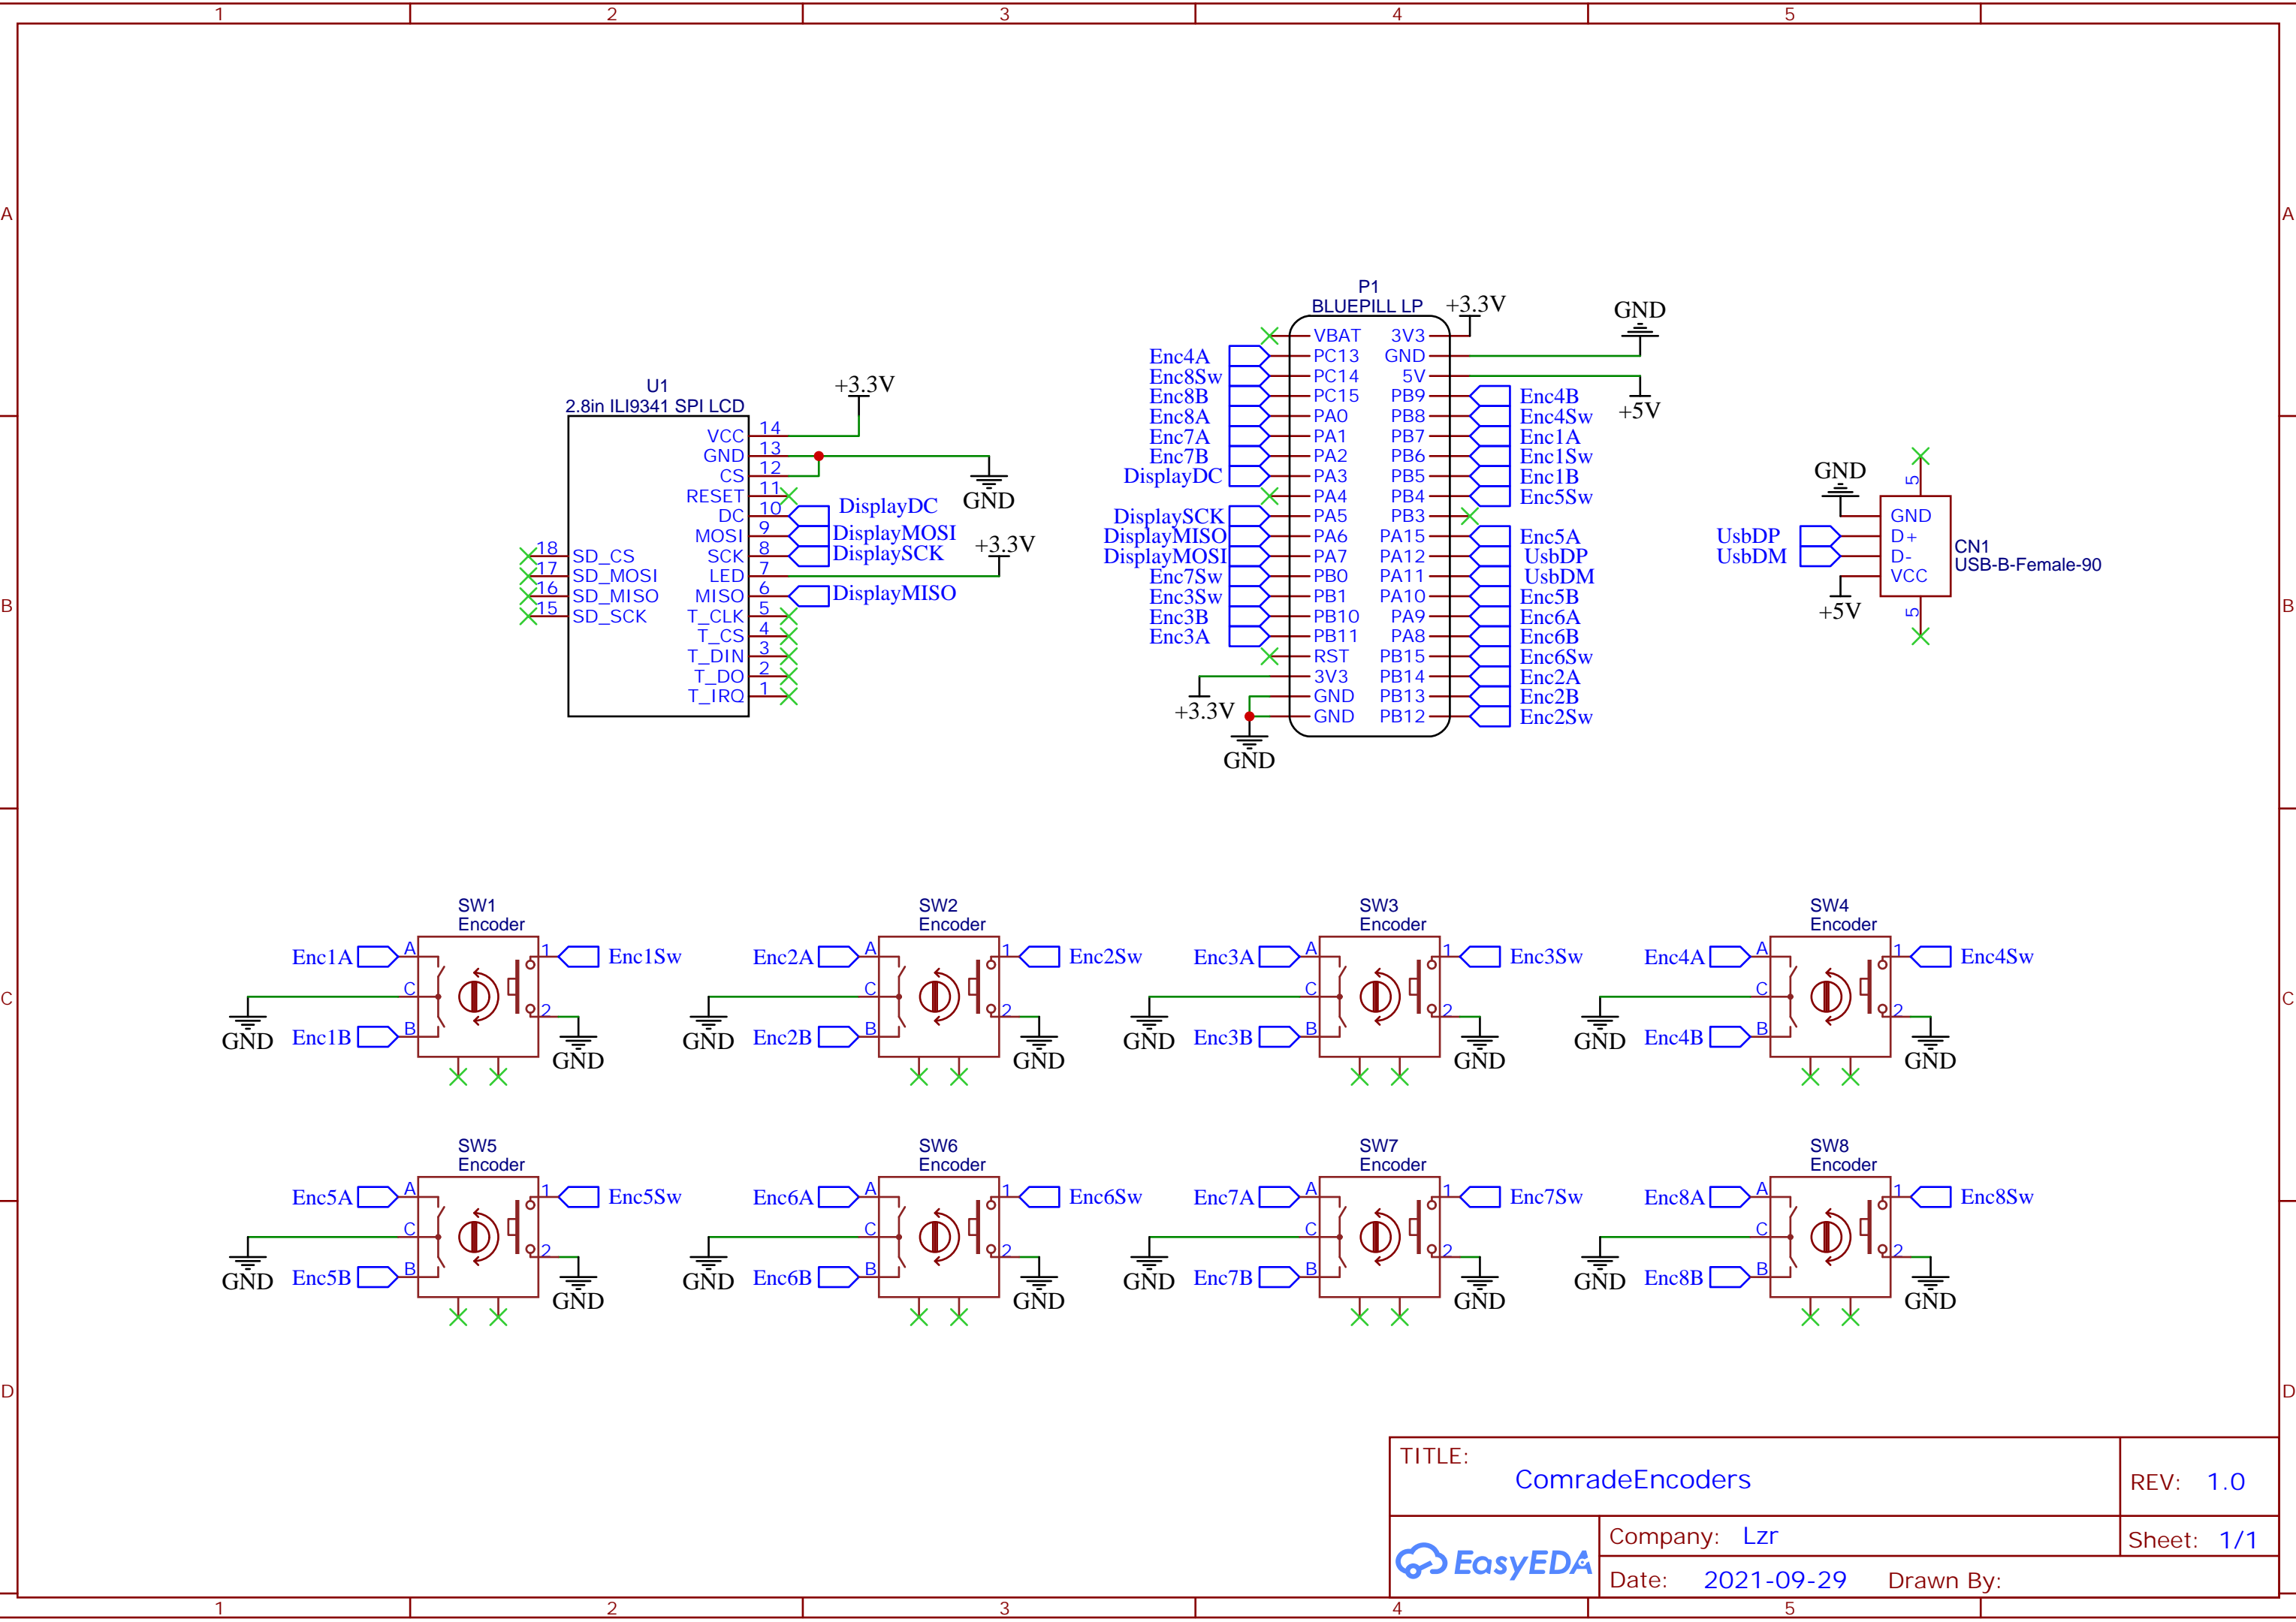 1 2 3 4 5
A A
B B
C C
D D
U1
2.8in ILI9341 SPI LCD
VCC 14
GND 13
CS 12
RESET 11
DC 10
MOSI 9
SCK 8
LED 7
MISO 6
T_CLK 5
T_CS 4
T_DIN 3
T_DO 2
T_IRQ 1
18 SD_CS
17 SD_MOSI
16 SD_MISO
15 SD_SCK
+3.3V
GND
DisplayDC
DisplayMOSI
DisplaySCK
+3.3V
DisplayMISO
P1
BLUEPILL LP
+3.3V
GND
+5V
VBAT 3V3
Enc4A PC13 GND
Enc8Sw PC14 5V
Enc8B PC15 PB9 Enc4B
Enc8A PA0 PB8 Enc4Sw
Enc7A PA1 PB7 Enc1A
Enc7B PA2 PB6 Enc1Sw
DisplayDC PA3 PB5 Enc1B
PA4 PB4 Enc5Sw
DisplaySCK PA5 PB3
DisplayMISO PA6 PA15 Enc5A
DisplayMOSI PA7 PA12 UsbDP
Enc7Sw PB0 PA11 UsbDM
Enc3Sw PB1 PA10 Enc5B
Enc3B PB10 PA9 Enc6A
Enc3A PB11 PA8 Enc6B
RST PB15 Enc6Sw
3V3 PB14 Enc2A
GND PB13 Enc2B
GND PB12 Enc2Sw
+3.3V
GND
GND
5
GND
UsbDP D+
UsbDM D-
VCC
+5V
5
CN1
USB-B-Female-90
SW1
Encoder
Enc1A A 1 Enc1Sw
C
GND Enc1B B 2 GND
SW2
Encoder
Enc2A A 1 Enc2Sw
C
GND Enc2B B 2 GND
SW3
Encoder
Enc3A A 1 Enc3Sw
C
GND Enc3B B 2 GND
SW4
Encoder
Enc4A A 1 Enc4Sw
C
GND Enc4B B 2 GND
SW5
Encoder
Enc5A A 1 Enc5Sw
C
GND Enc5B B 2 GND
SW6
Encoder
Enc6A A 1 Enc6Sw
C
GND Enc6B B 2 GND
SW7
Encoder
Enc7A A 1 Enc7Sw
C
GND Enc7B B 2 GND
SW8
Encoder
Enc8A A 1 Enc8Sw
C
GND Enc8B B 2 GND
TITLE:
ComradeEncoders
REV: 1.0
EasyEDA
Company: Lzr
Sheet: 1/1
Date: 2021-09-29 Drawn By:
1 2 3 4 5